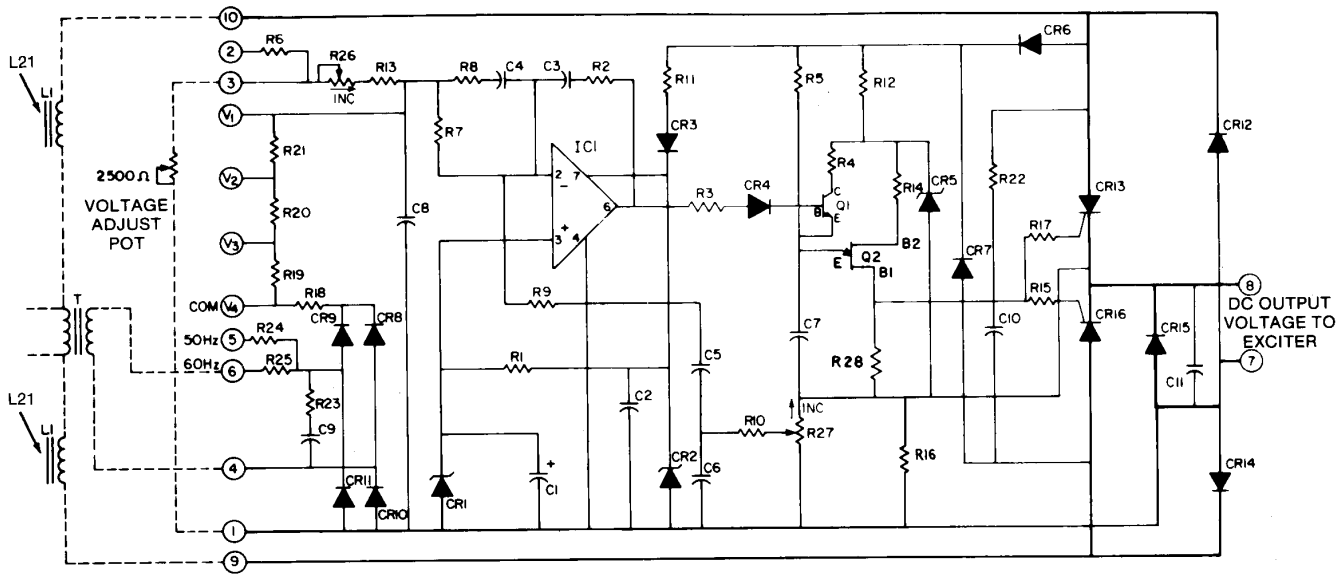 10
CR6
L21
2
R6
R26
R13
R8
C4
C3
R2
L1
3
INC
R11
R5
R12
V1
R7
IC1
CR3
CR12
R21
2500Ω
VOLTAGE
ADJUST
POT
V2
2
7
R4
C
R14
CR5
R22
CR13
6
R3
CR4
B
Q1
E
R20
C8
V3
3
4
E
Q2
B2
B1
CR7
R17
R19
T
COM V4
R18
R9
R15
8
DC OUTPUT
VOLTAGE TO
EXCITER
CR9
CR8
50Hz 5
R24
C7
C10
CR16
CR15
60Hz 6
R25
R1
C5
R28
7
C11
L21
R23
C2
INC
C9
R10
R27
R16
L1
4
CR11
CR10
CR1
+
C1
CR2
C6
CR14
1
9